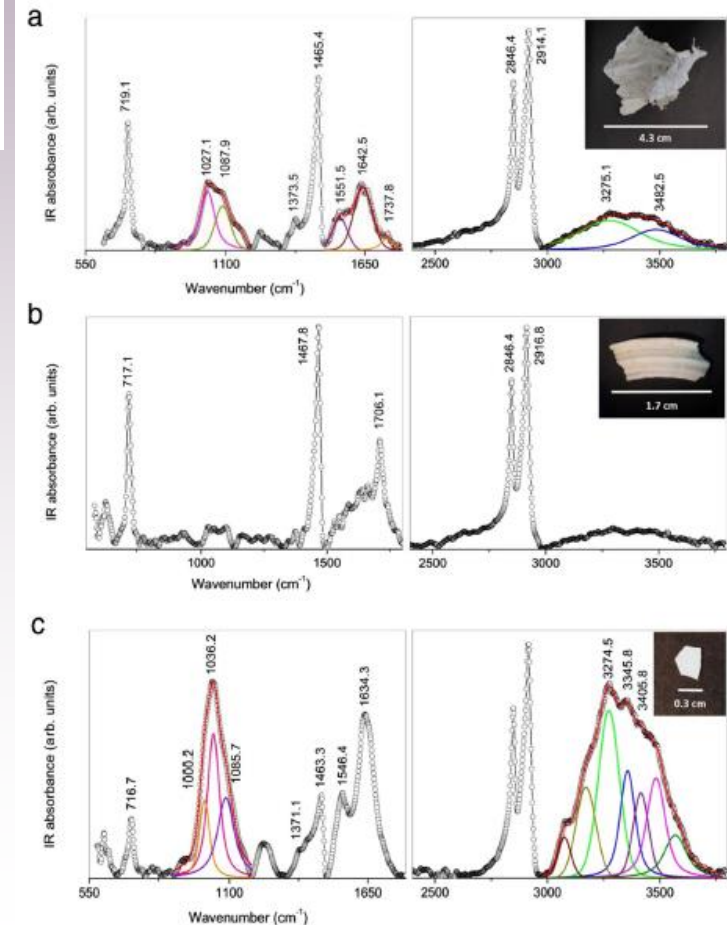 a
IR absrobance (arb. units)
719.1
1027.1
1087.9
1373.5
1465.4
1551.5
1642.5
1737.8
2846.4
2914.1
3275.1
3482.5
4.3 cm
550 1100 1650 2500 3000 3500
Wavenumber (cm-1)
b
IR absorbance (arb. units)
717.1
1467.8
1706.1
2846.4
2916.8
1.7 cm
1000 1500 2500 3000 3500
Wavenumber (cm-1)
c
IR absorbance (arb. units)
716.7
1000.2
1036.2
1085.7
1371.1
1463.3
1546.4
1634.3
3274.5
3345.8
3405.8
0.3 cm
550 1100 1650 2500 3000 3500
Wavenumber (cm-1)